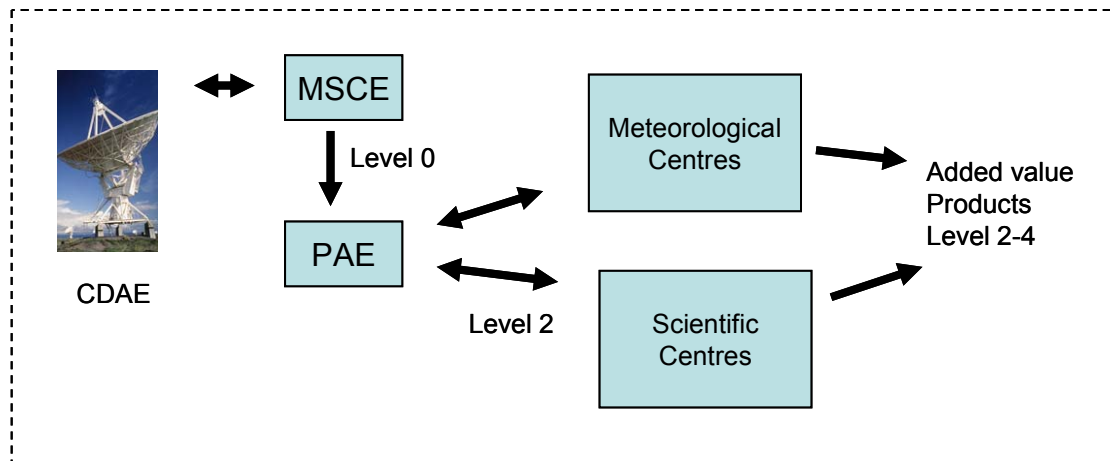 MSCE
Level 0
PAE
CDAE
Level 2
Meteorological
Centres
Scientific
Centres
Added value
Products
Level 2-4